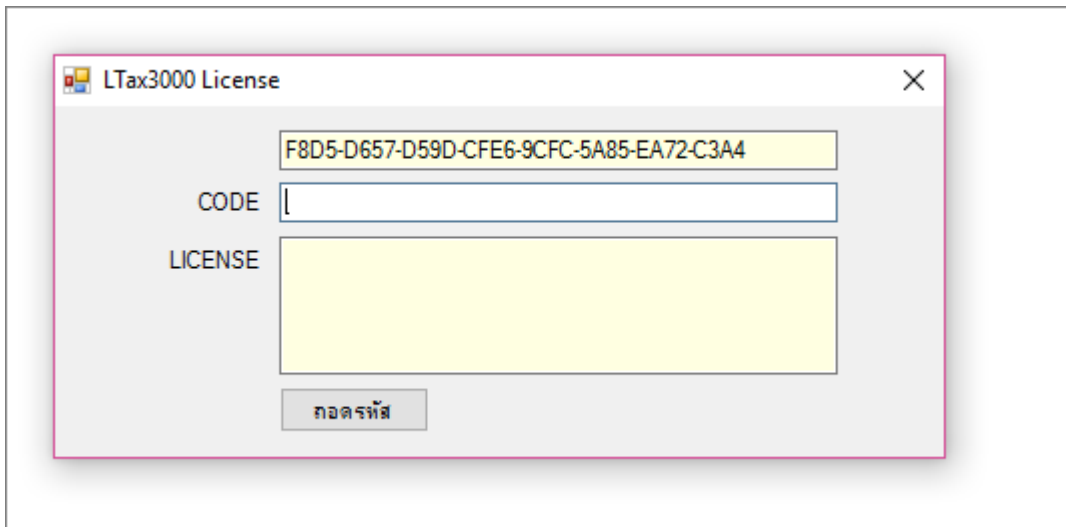 LTax3000 License
F8D5-D657-D59D-CFE6-9CFC-5A85-EA72-C3A4
CODE
LICENSE
ถอดรหัส